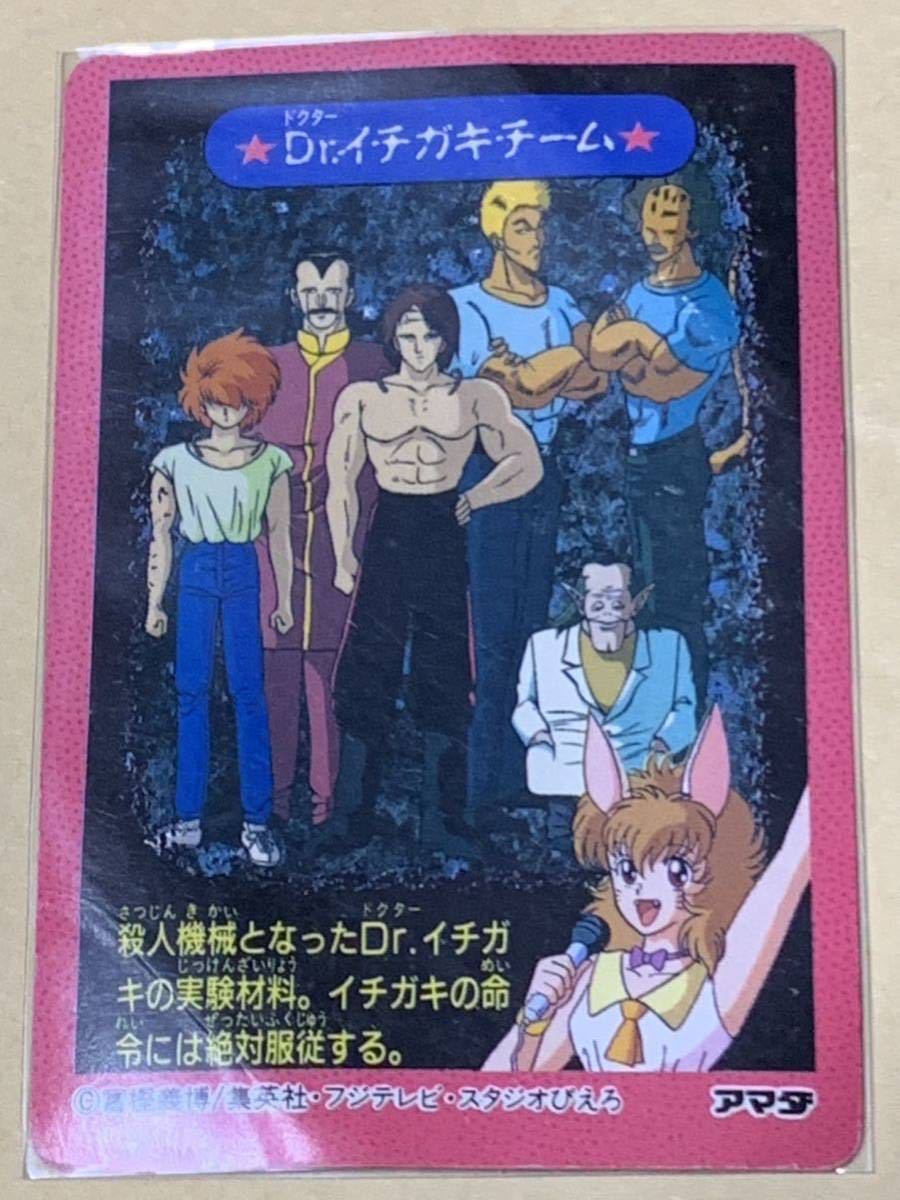 ドクター
★Dr.イチガキチーム★
さつじんきかい ドクター
殺人機械となったDr.イチガ
じっけんざいりょう めい
キの実験材料。イチガキの命
れい ぜったいふくじゅう
令には絶対服従する。
©冨樫義博/集英社・フジテレビ・スタジオぴえろ
アマダ